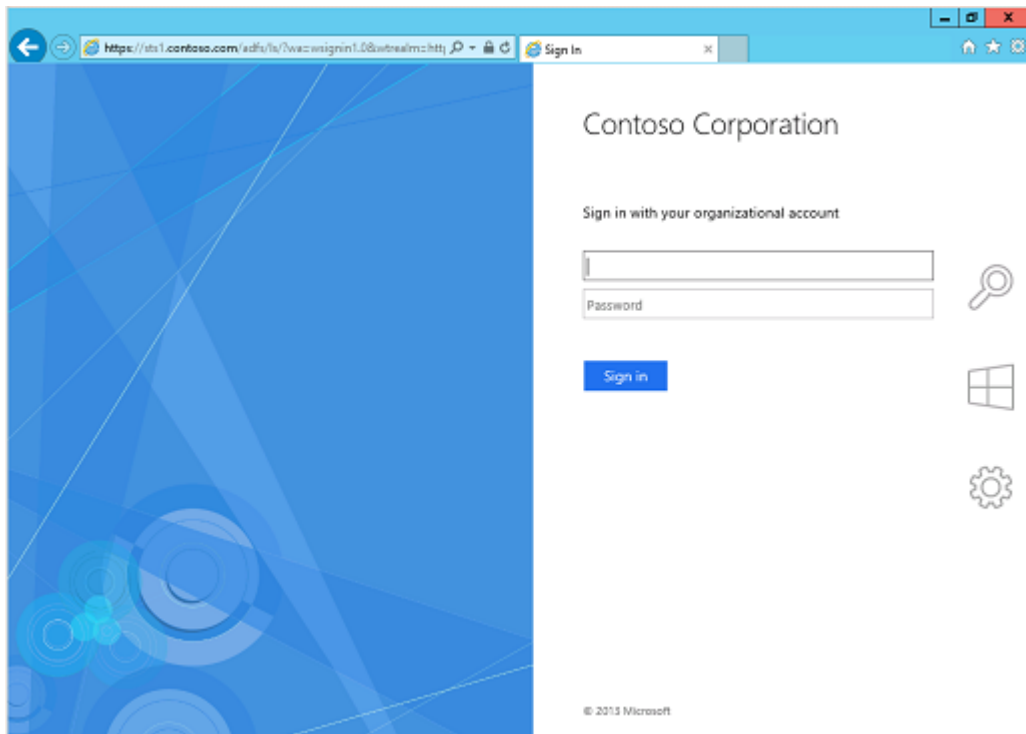 https://sts1.contoso.com/adfs/ls/?wa=wsignin1.0&wtrealm=htt
Sign In
Contoso Corporation
Sign in with your organizational account
Password
Sign in
© 2013 Microsoft